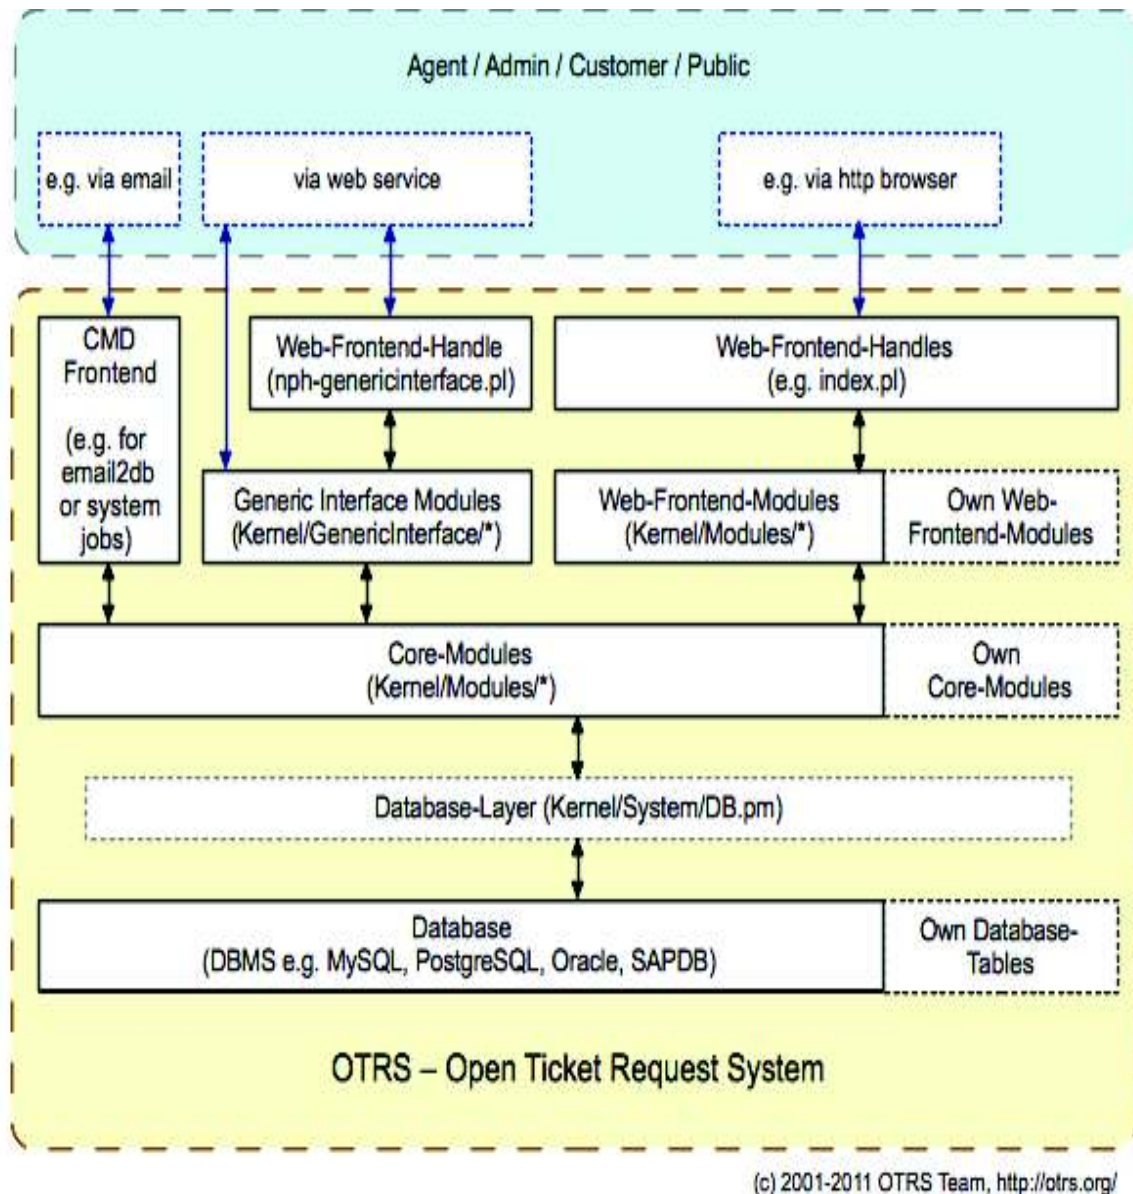 Agent / Admin / Customer / Public
e.g. via email
via web service
e.g. via http browser
CMD
Frontend
(e.g. for
email2db
or system
jobs)
Web-Frontend-Handle
(nph-genericinterface.pl)
Web-Frontend-Handles
(e.g. index.pl)
Generic Interface Modules
(Kernel/GenericInterface/*)
Web-Frontend-Modules
(Kernel/Modules/*)
Own Web-
Frontend-Modules
Core-Modules
(Kernel/Modules/*)
Own
Core-Modules
Database-Layer (Kernel/System/DB.pm)
Database
(DBMS e.g. MySQL, PostgreSQL, Oracle, SAPDB)
Own Database-
Tables
OTRS – Open Ticket Request System
(c) 2001-2011 OTRS Team, http://otrs.org/